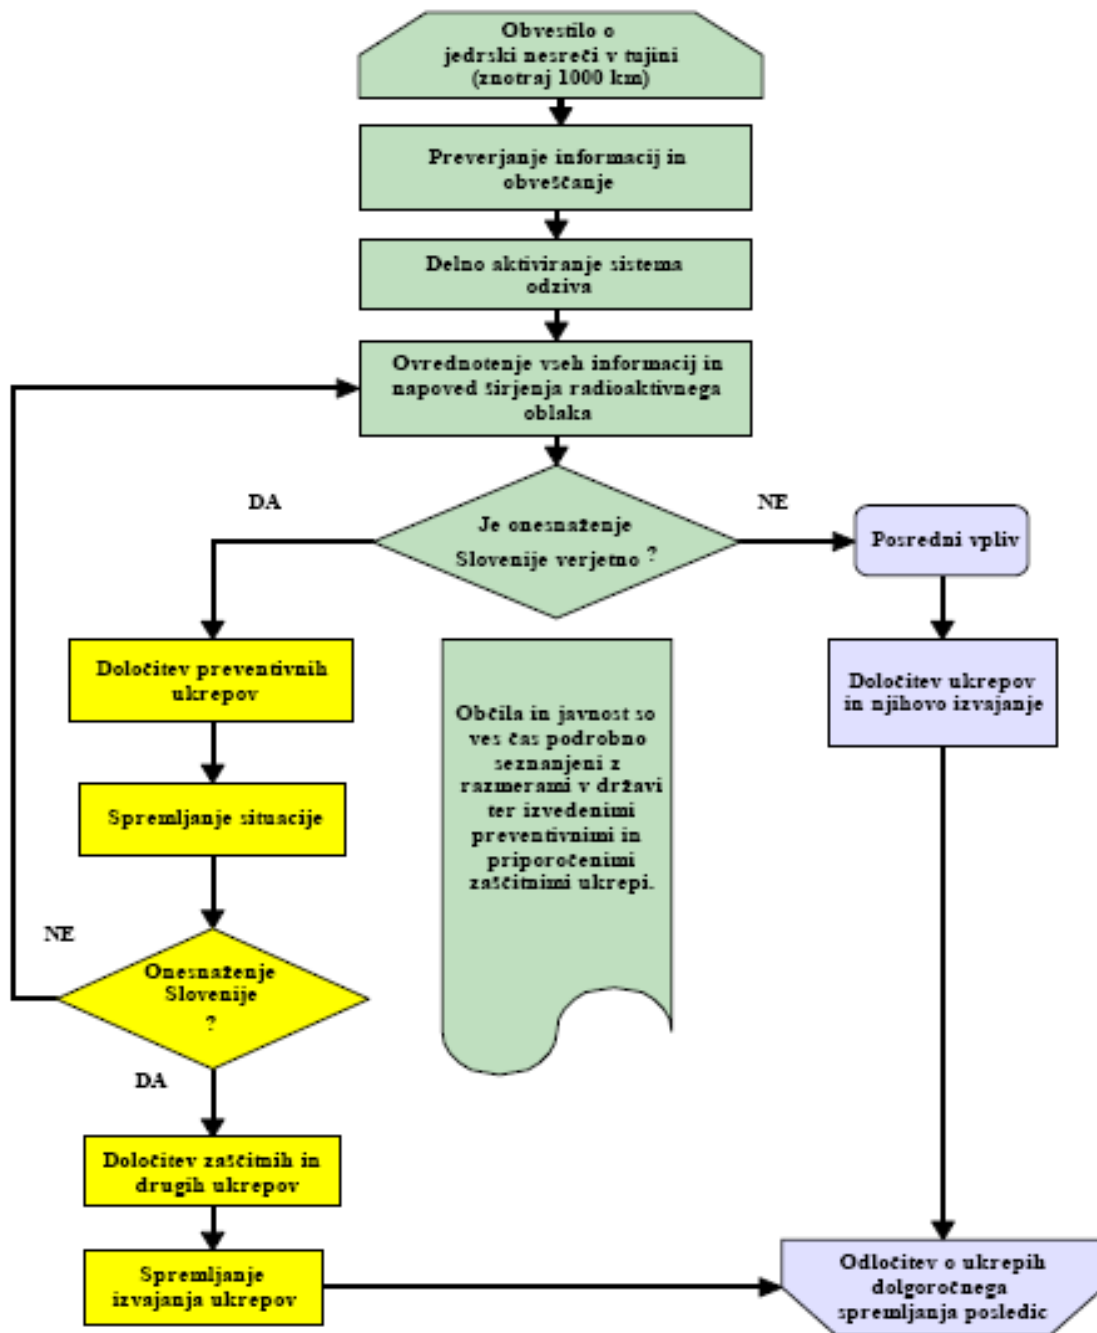 Obvestilo o
jedrski nesreči v tujini
(znotraj 1000 km)
Preverjanje informacij in
obveščanje
Delno aktiviranje sistema
odziva
Ovrednotenje vseh informacij in
napoved širjenja radioaktivnega
oblaka
DA
NE
Je onesnaženje
Slovenije verjetno ?
Posredni vpliv
Določitev preventivnih
ukrepov
Določitev ukrepov
in njihovo izvajanje
Občila in javnost so
ves čas podrobno
seznanjeni z
razmerami v državi
ter izvedenimi
preventivnimi in
priporočenimi
zaščitnimi ukrepi.
Spremljanje situacije
NE
Onesnaženje
Slovenije
?
DA
Določitev zaščitnih in
drugih ukrepov
Spremljanje
izvajanja ukrepov
Odločitev o ukrepih
dolgoročnega
spremljanja posledic